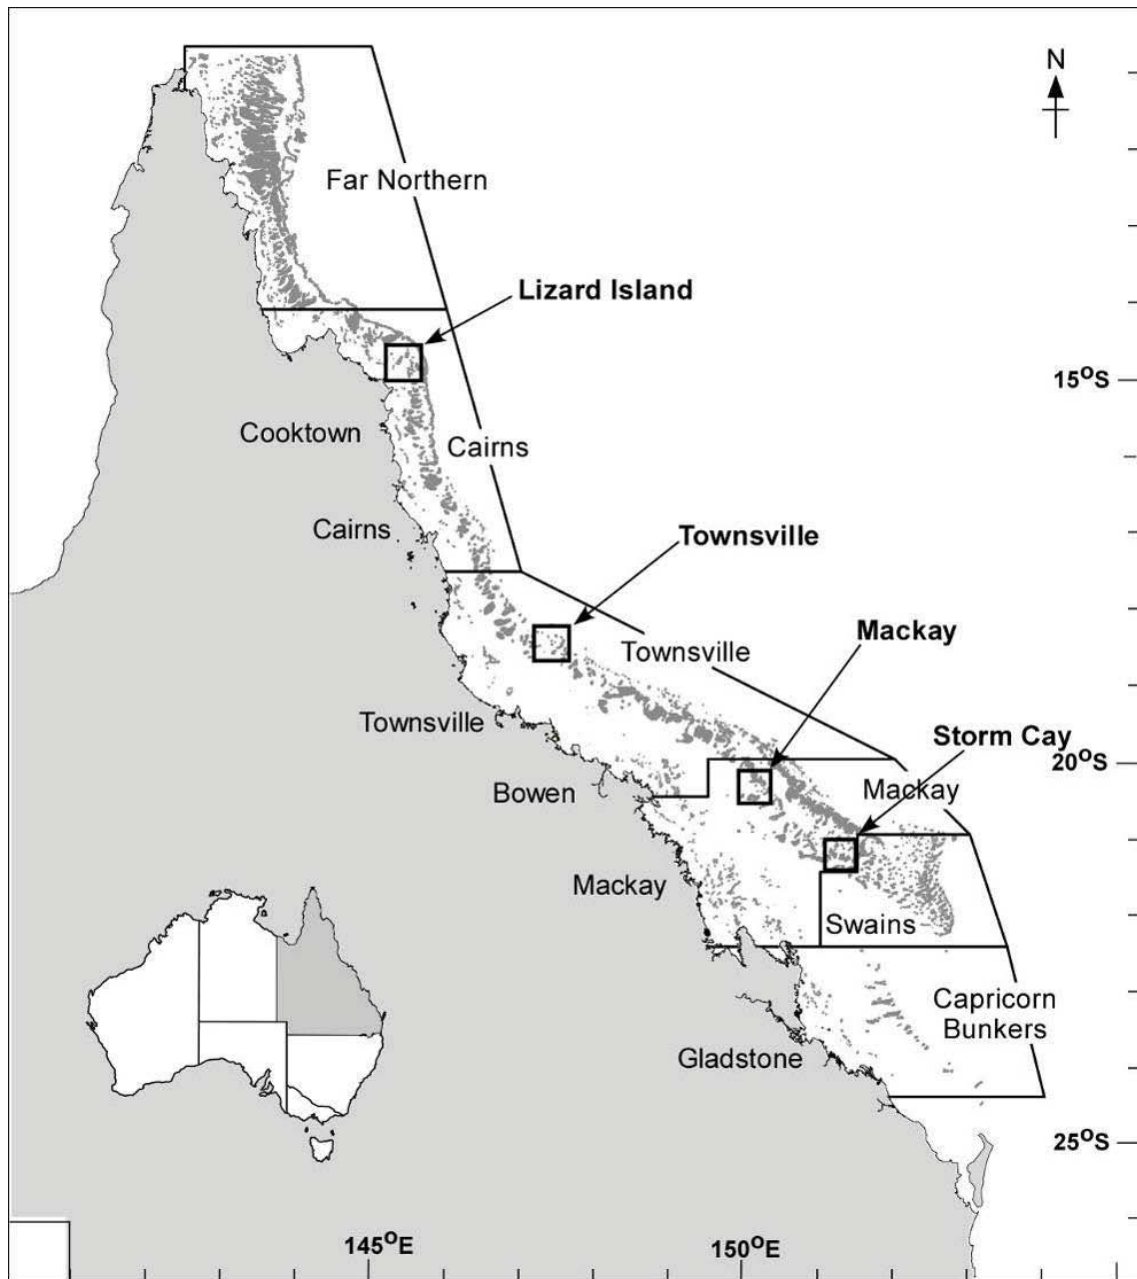 N
Far Northern
Lizard Island
15°S
Cooktown
Cairns
Cairns
Townsville
Mackay
Townsville
Townsville
Storm Cay
20°S
Bowen
Mackay
Mackay
Swains
Capricorn
Bunkers
Gladstone
25°S
145°E
150°E